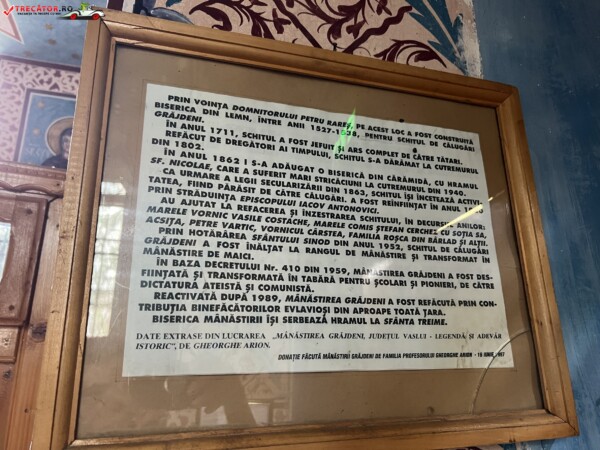 TRECĂTOR.RO
PRIN VOINȚA DOMNITORULUI PETRU RAREȘ, PE ACEST LOC A FOST CONSTRUITĂ
BISERICA DIN LEMN, ÎNTRE ANII 1527-1538, PENTRU SCHITUL DE CĂLUGĂRI
GRĂJDENI.
ÎN ANUL 1711, SCHITUL A FOST JEFUIT ȘI ARS COMPLET DE CĂTRE TĂTARI.
REFĂCUT DE DREGĂTORI AI TIMPULUI, SCHITUL S-A DĂRÂMAT LA CUTREMURUL
DIN 1802.
ÎN ANUL 1862 I S-A ADĂUGAT O BISERICĂ DIN CĂRĂMIDĂ, CU HRAMUL
SF. NICOLAE, CARE A SUFERIT MARI STRICĂCIUNI LA CUTREMURUL DIN 1940.
CA URMARE A LEGII SECULARIZĂRII DIN 1863, SCHITUL ÎȘI ÎNCETEAZĂ ACTIVI-
TATEA, FIIND PĂRĂSIT DE CĂTRE CĂLUGĂRI. A FOST REÎNFIINȚAT ÎN ANUL
PRIN STRĂDUINȚA EPISCOPULUI IACOV ANTONOVICI.
AU AJUTAT LA REFACEREA ȘI ÎNZESTRAREA SCHITULUI, ÎN DECURSUL ANILOR:
MARELE VORNIC VASILE COSTACHE, MARELE COMIS ȘTEFAN CERCHEZ CU SOȚIA SA,
ACSIȚA, PETRE YARTIC, VORNICUL CÂRSTEA, FAMILIA ROȘCA DIN BÂRLAD ȘI ALȚII.
PRIN HOTĂRÂREA SFÂNTULUI SINOD DIN ANUL 1952, SCHITUL DE CĂLUGĂRI
GRĂJDENI A FOST ÎNĂLȚAT LA RANGUL DE MĂNĂSTIRE ȘI TRANSFORMAT ÎN
MĂNĂSTIRE DE MAICI.
ÎN BAZA DECRETULUI Nr. 410 DIN 1959, MĂNĂSTIREA GRĂJDENI A FOST DES-
FIINȚATĂ ȘI TRANSFORMATĂ ÎN TABĂRĂ PENTRU ȘCOLARI ȘI PIONIERI, DE CĂTRE
DICTATURĂ ATEISTĂ ȘI COMUNISTĂ.
REACTIVATĂ DUPĂ 1989, MĂNĂSTIREA GRĂJDENI A FOST REFĂCUTĂ PRIN CON-
TRIBUȚIA BINEFĂCĂTORILOR EVLAVIOȘI DIN APROAPE TOATĂ ȚARA.
BISERICA MĂNĂSTIRII ÎȘI SERBEAZĂ HRAMUL LA SFÂNTA TREIME.
DATE EXTRASE DIN LUCRAREA „MĂNĂSTIREA GRĂJDENI, JUDEȚUL VASLUI - LEGENDĂ ȘI ADEVĂR
ISTORIC", DE GHEORGHE ARION.
DONAȚIE FĂCUTĂ MĂNĂSTIRII GRĂJDENI DE FAMILIA PROFESORULUI GHEORGHE ARION - 16 IUNIE